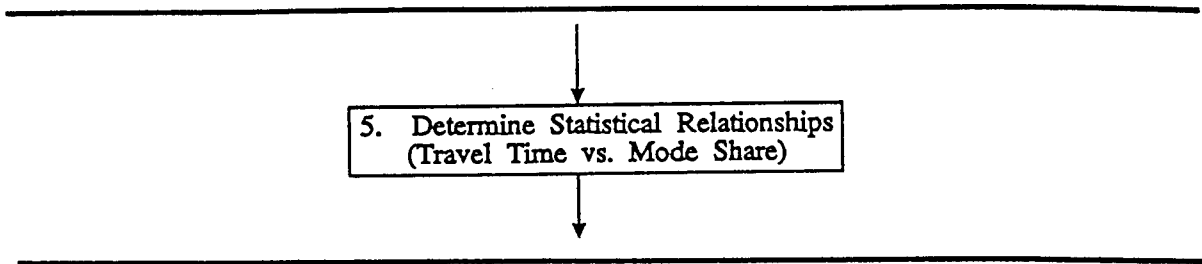 5. Determine Statistical Relationships
(Travel Time vs. Mode Share)